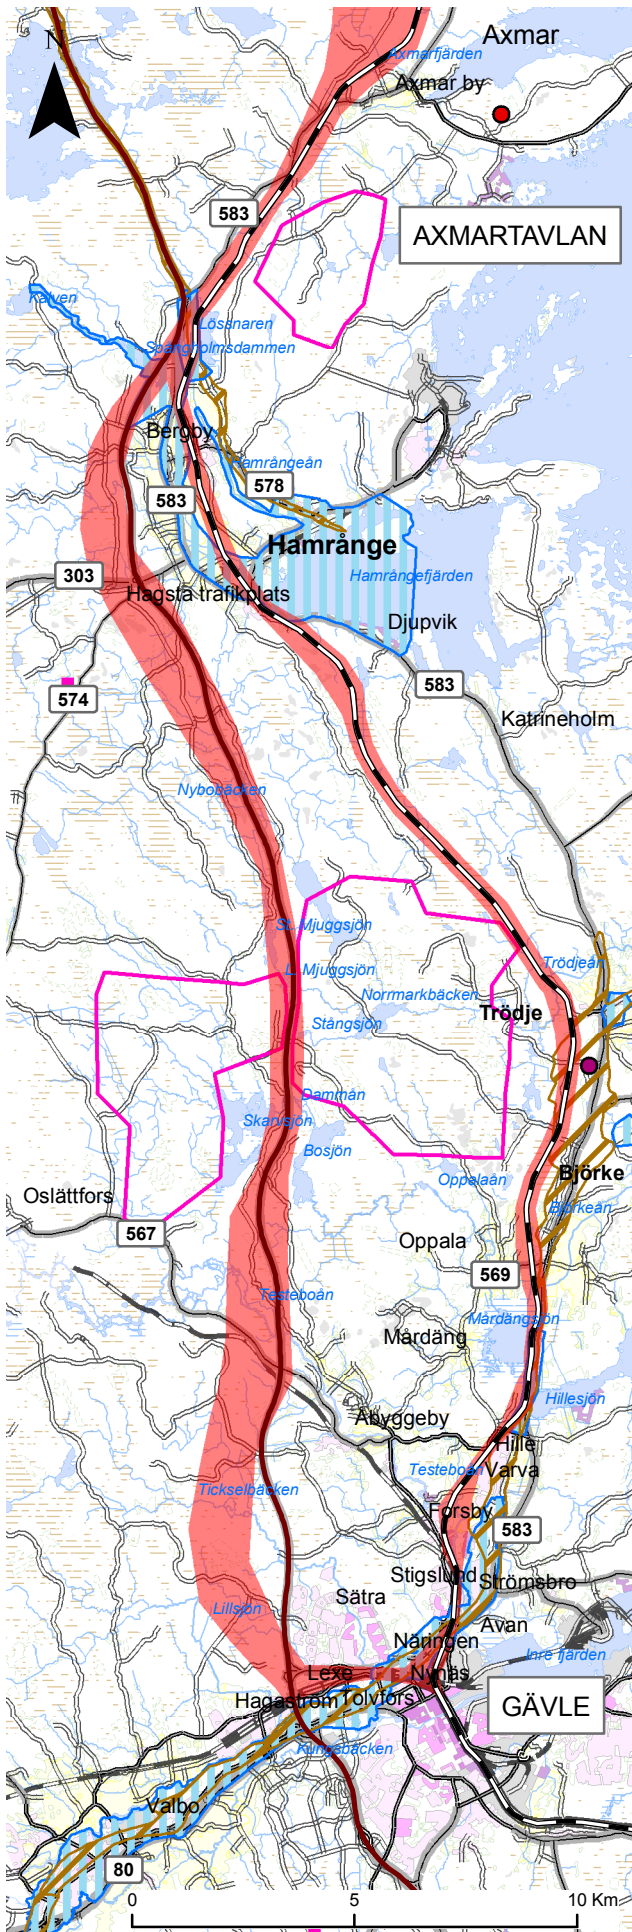 Axmar
N
Axmarfjärden
Axmar by
583
AXMARTAVLAN
Kalven
Lössnaren
Spångholmsdammen
Bergby
Hamrångeån
578
583
Hamrånge
303
Hamrångefjärden
Hagsta trafikplats
Djupvik
583
574
Katrineholm
Nybobäcken
St. Mjuggsjön
L. Mjuggsjön
Trödjeån
Norrmarkbäcken
Trödje
Stångsjön
Dammån
Skarvsjön
Bosjön
Björke
Oppalaån
Oslättfors
Björkeån
567
Oppala
569
Testeboån
Mårdängsjön
Mårdäng
Hillesjön
Åbyggeby
Hille
Testeboån
Varva
Tickselbäcken
Forsby
583
Stigslund
Strömsbro
Sätra
Lillsjön
Avan
Näringen
Inre fjärden
Lexe
Nynäs
Hagaström
Tolvfors
GÄVLE
Kungsbäcken
Valbo
80
0 5 10 Km